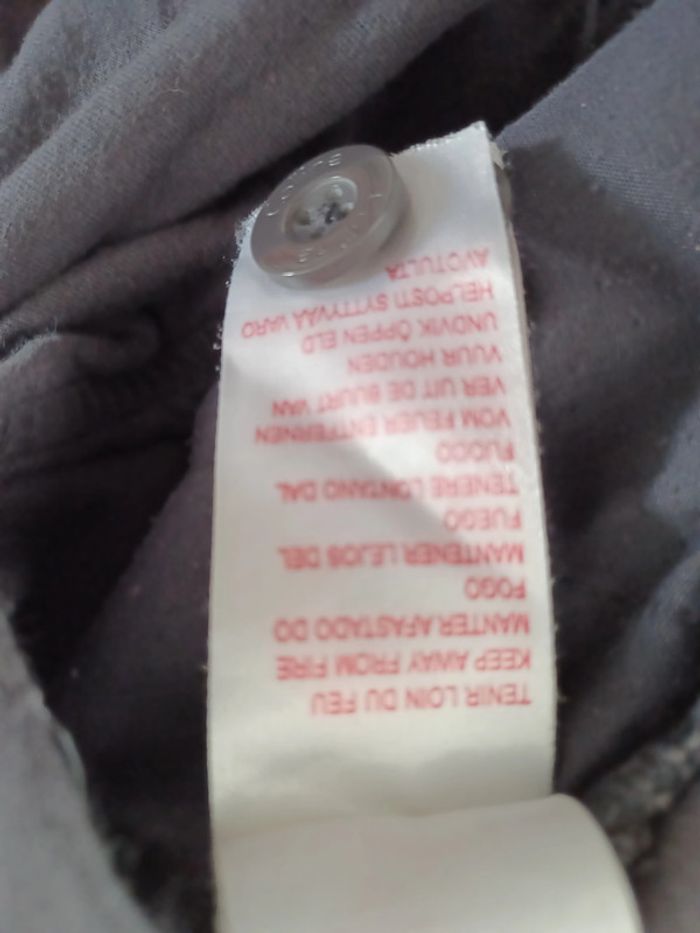 TENIR LOIN DU FEU
KEEP AWAY FROM FIRE
MANTER AFASTADO DO
FOGO
MANTENER LEJOS DEL
FUEGO
TENERE LONTANO DAL
FUOCO
VOM FEUER ENTFERNEN
VER UIT DE BUURT VAN
VUUR HOUDEN
UNDVIK ÖPPEN ELD
HELPOSTI SYTTYVÄÄ VARO
AVOTULTA